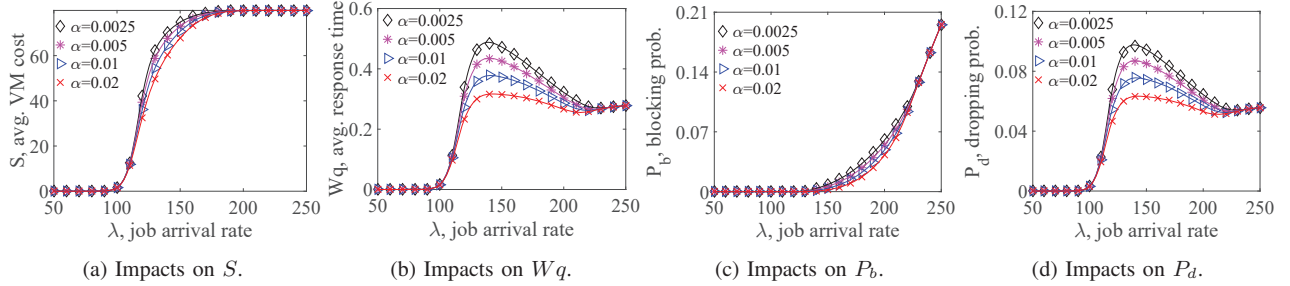 S, avg. VM cost
60
40
20
0
α=0.0025
α=0.005
α=0.01
α=0.02
50 100 150 200 250
λ, job arrival rate
(a) Impacts on S.
Wq, avg. response time
0.6
0.4
0.2
0.0
α=0.0025
α=0.005
α=0.01
α=0.02
50 100 150 200 250
λ, job arrival rate
(b) Impacts on Wq.
P_b, blocking prob.
0.21
0.14
0.07
0
α=0.0025
α=0.005
α=0.01
α=0.02
50 100 150 200 250
λ, job arrival rate
(c) Impacts on P_b.
P_d, dropping prob.
0.12
0.08
0.04
0
α=0.0025
α=0.005
α=0.01
α=0.02
50 100 150 200 250
λ, job arrival rate
(d) Impacts on P_d.